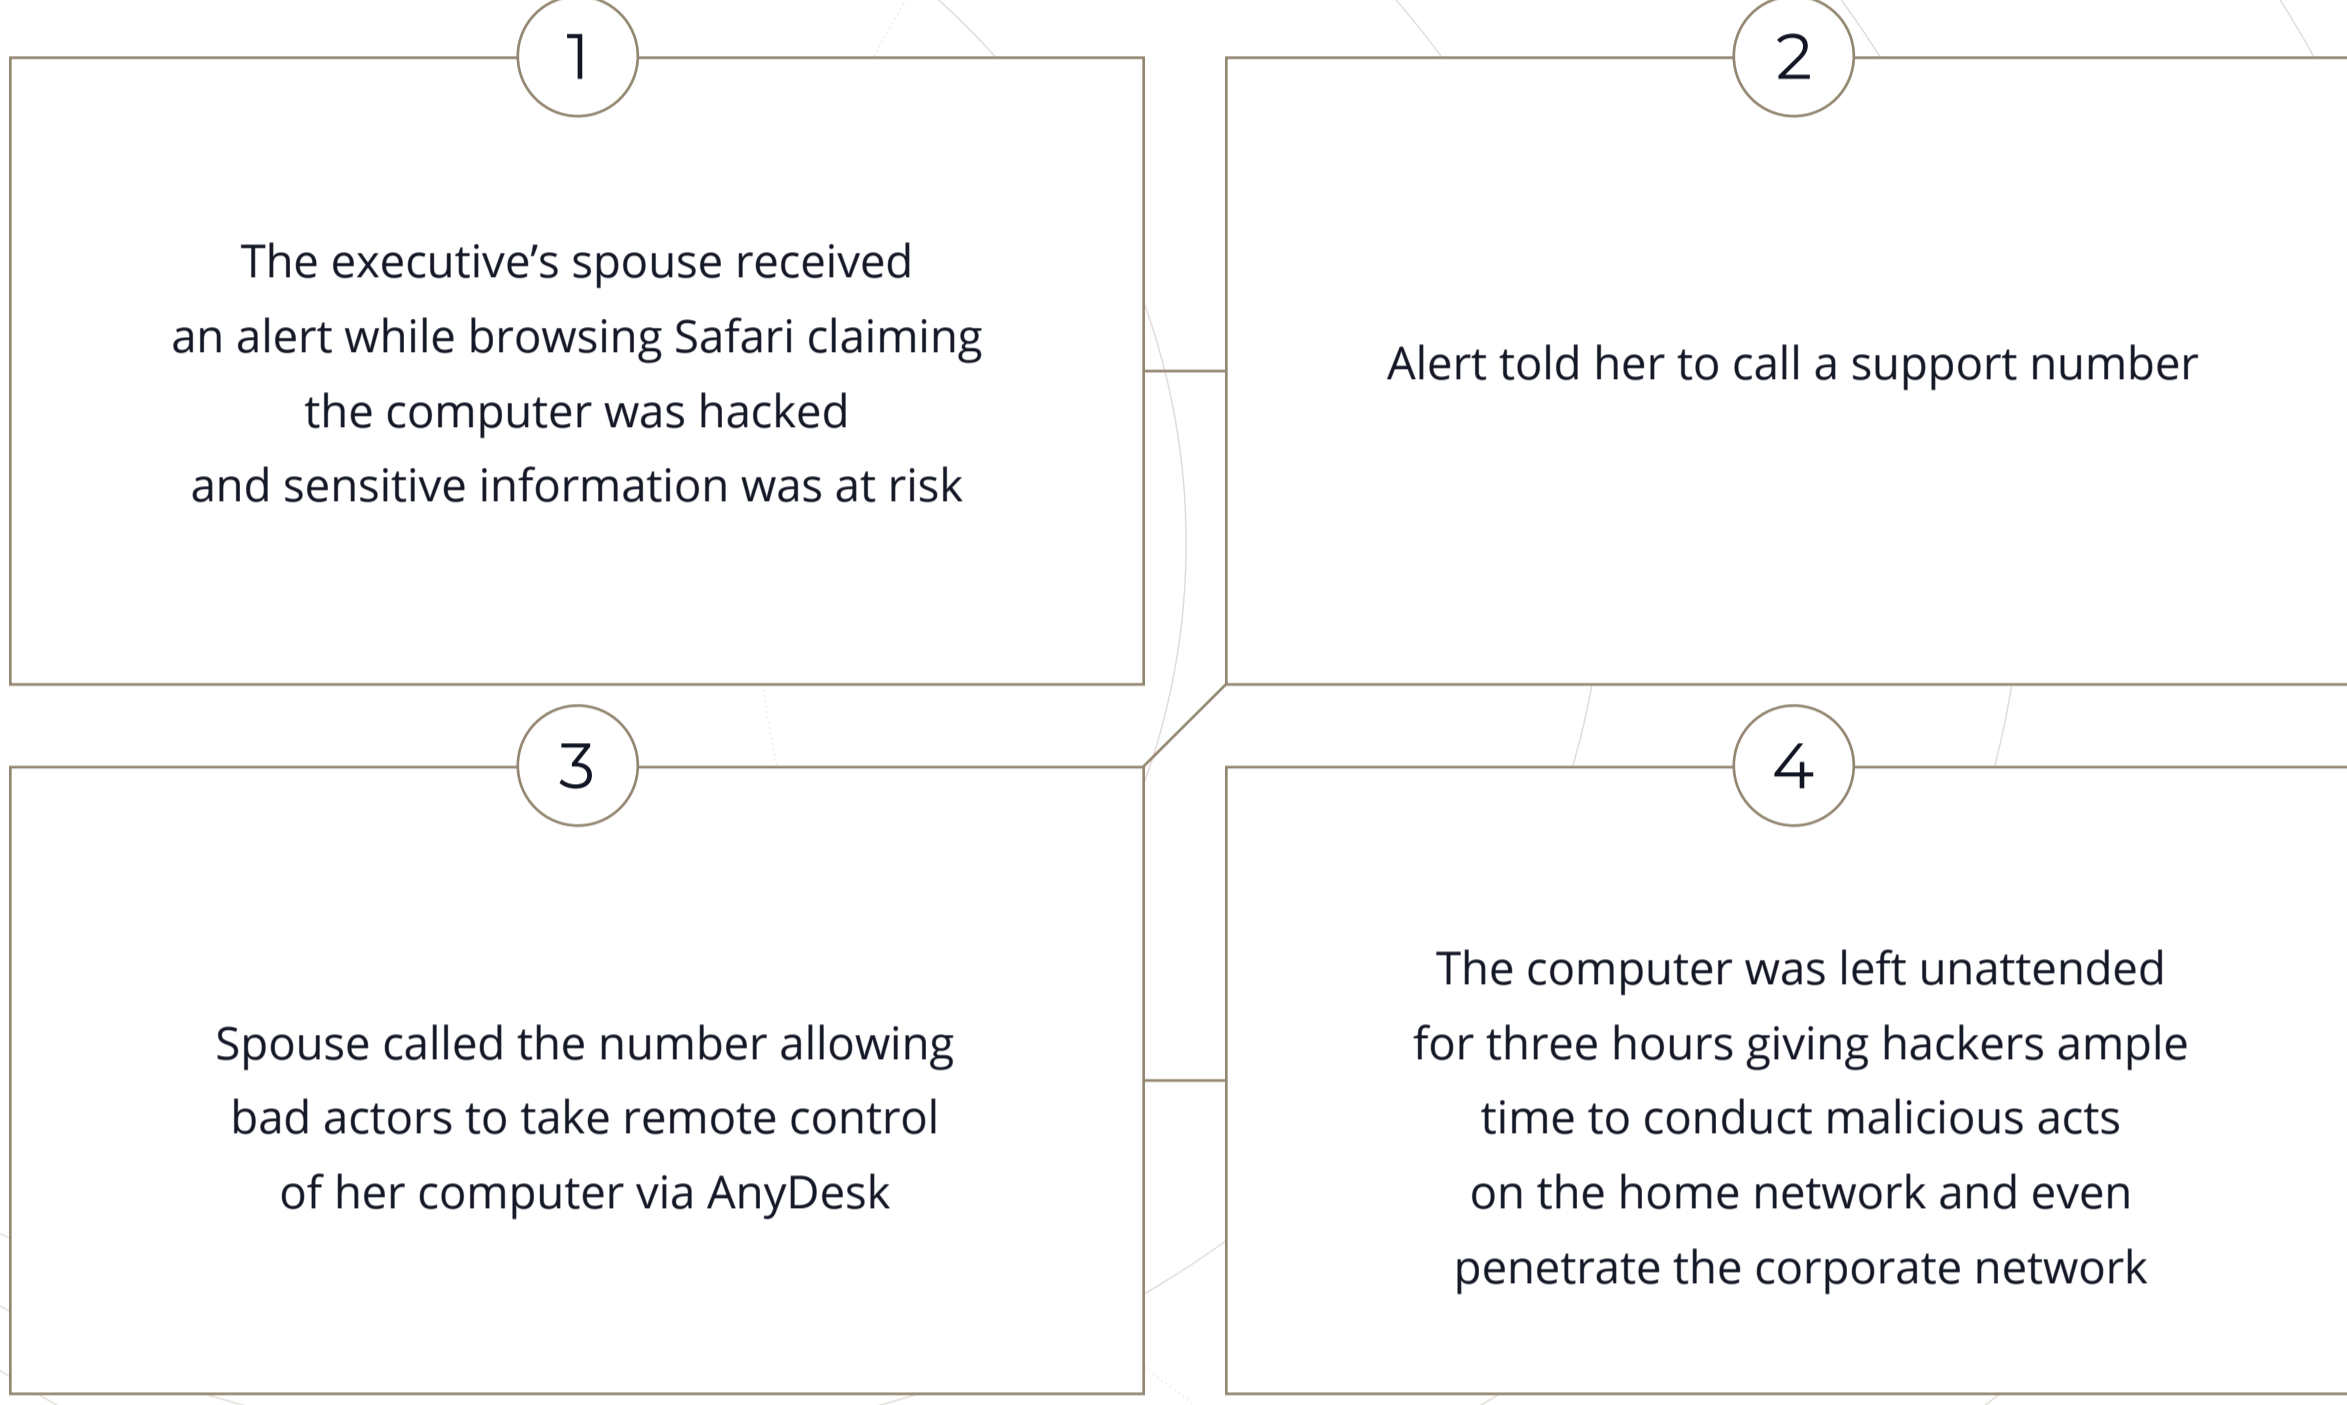 1
The executive’s spouse received
an alert while browsing Safari claiming
the computer was hacked
and sensitive information was at risk
2
Alert told her to call a support number
3
Spouse called the number allowing
bad actors to take remote control
of her computer via AnyDesk
4
The computer was left unattended
for three hours giving hackers ample
time to conduct malicious acts
on the home network and even
penetrate the corporate network